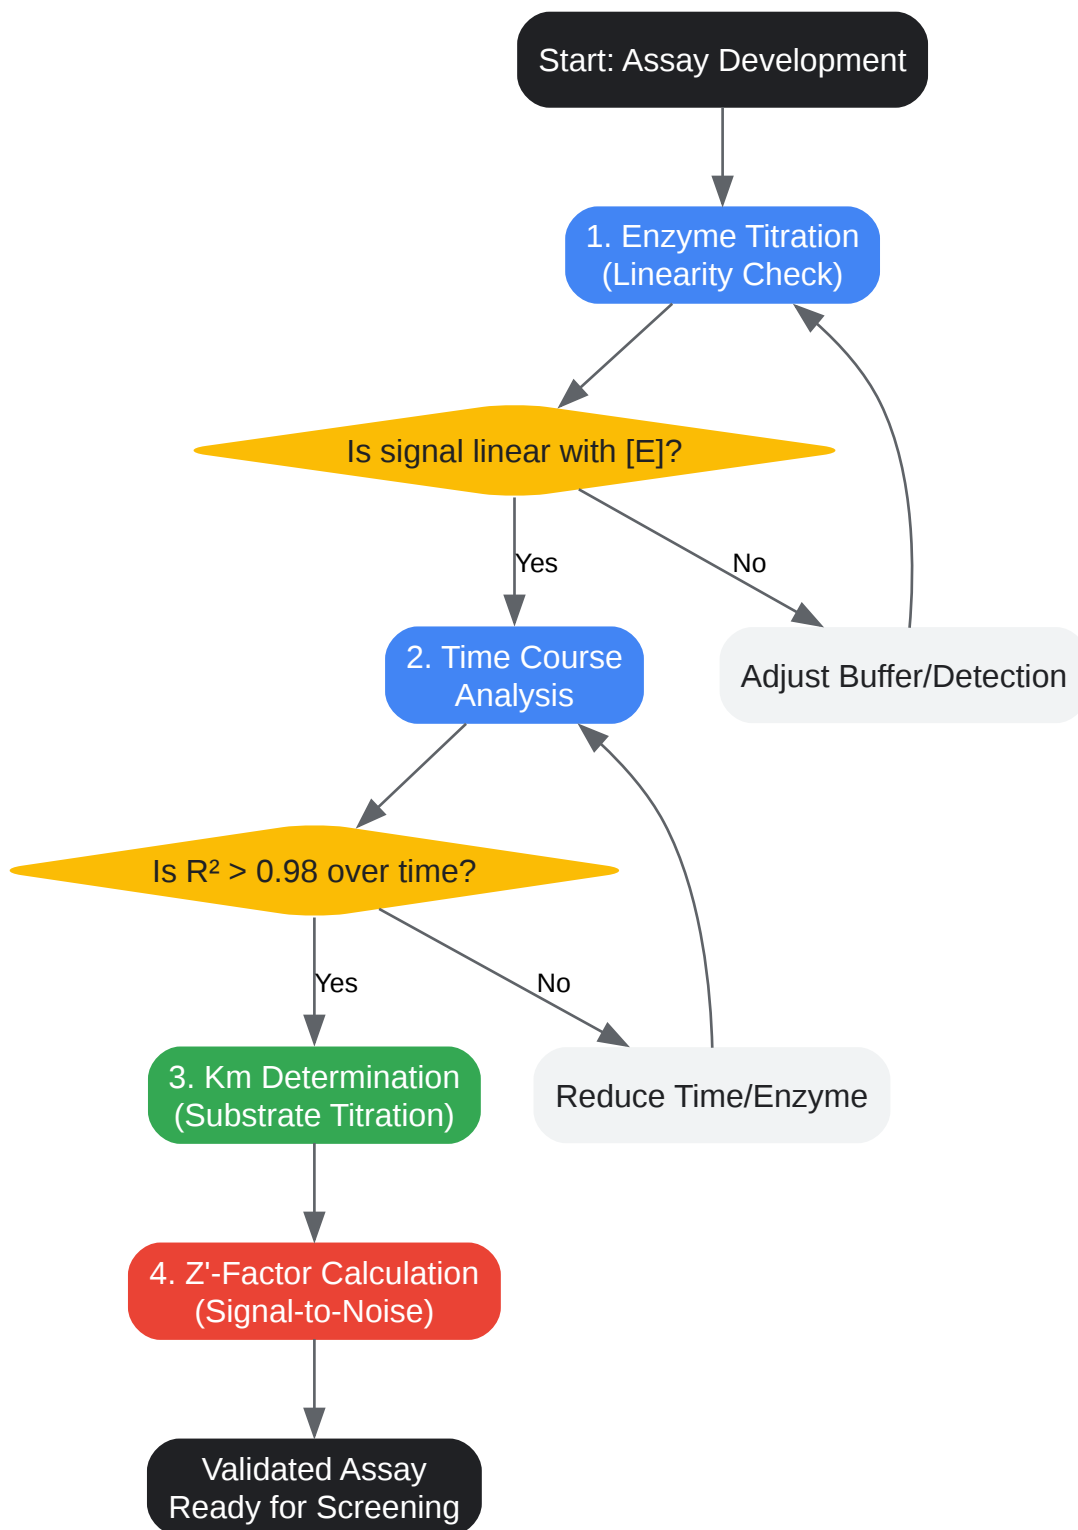 Start: Assay Development
1. Enzyme Titration
(Linearity Check)
Is signal linear with [E]?
Yes
No
2. Time Course
Analysis
Adjust Buffer/Detection
Is R² > 0.98 over time?
Yes
No
3. Km Determination
(Substrate Titration)
Reduce Time/Enzyme
4. Z'-Factor Calculation
(Signal-to-Noise)
Validated Assay
Ready for Screening